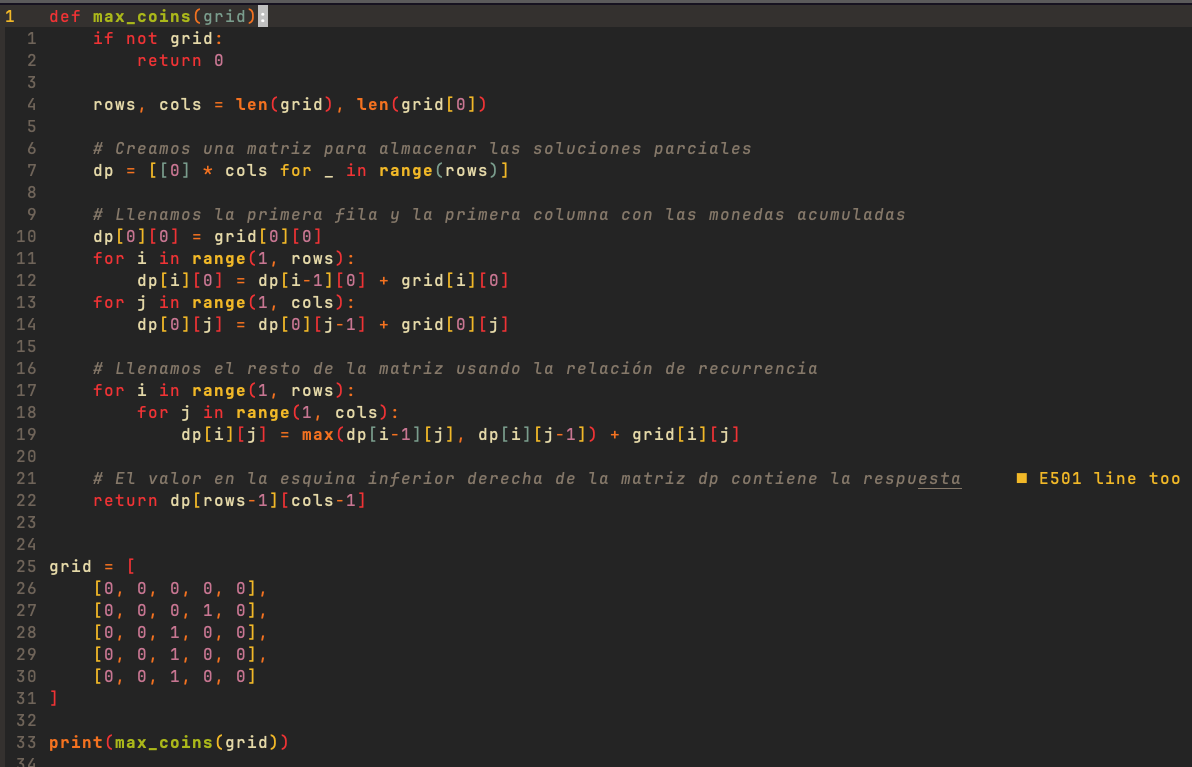 1 def max_coins(grid):
1 if not grid:
2 return 0
3
4 rows, cols = len(grid), len(grid[0])
5
6 # Creamos una matriz para almacenar las soluciones parciales
7 dp = [[0] * cols for _ in range(rows)]
8
9 # Llenamos la primera fila y la primera columna con las monedas acumuladas
10 dp[0][0] = grid[0][0]
11 for i in range(1, rows):
12 dp[i][0] = dp[i-1][0] + grid[i][0]
13 for j in range(1, cols):
14 dp[0][j] = dp[0][j-1] + grid[0][j]
15
16 # Llenamos el resto de la matriz usando la relación de recurrencia
17 for i in range(1, rows):
18 for j in range(1, cols):
19 dp[i][j] = max(dp[i-1][j], dp[i][j-1]) + grid[i][j]
20
21 # El valor en la esquina inferior derecha de la matriz dp contiene la respuesta ■ E501 line too
22 return dp[rows-1][cols-1]
23
24
25 grid = [
26 [0, 0, 0, 0, 0],
27 [0, 0, 0, 1, 0],
28 [0, 0, 1, 0, 0],
29 [0, 0, 1, 0, 0],
30 [0, 0, 1, 0, 0]
31 ]
32
33 print(max_coins(grid))
34